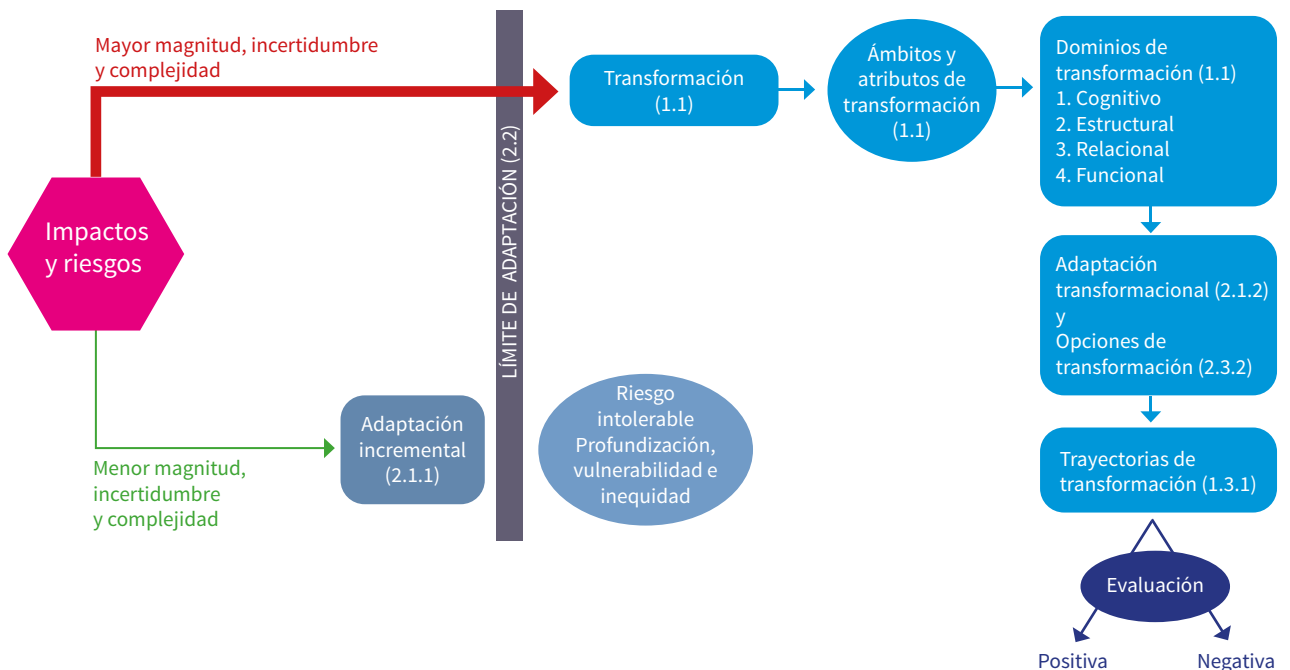 Mayor magnitud, incertidumbre
y complejidad
Impactos
y riesgos
Menor magnitud,
incertidumbre
y complejidad
Adaptación
incremental
(2.1.1)
LÍMITE DE ADAPTACIÓN (2.2)
Transformación
(1.1)
Riesgo
intolerable
Profundización,
vulnerabilidad e
inequidad
Ámbitos y
atributos de
transformación
(1.1)
Dominios de
transformación (1.1)
1. Cognitivo
2. Estructural
3. Relacional
4. Funcional
Adaptación
transformacional (2.1.2)
y
Opciones de
transformación (2.3.2)
Trayectorias de
transformación (1.3.1)
Evaluación
Positiva
Negativa